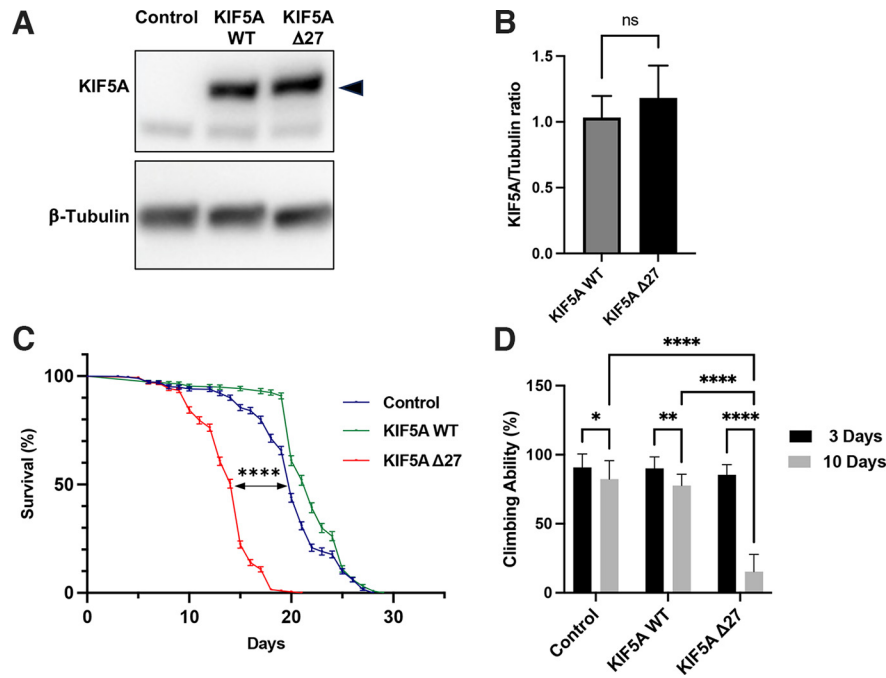 A
Control KIF5A KIF5A
WT Δ27
KIF5A
β-Tubulin
B
ns
1.5
1.0
0.5
0.0
KIF5A/Tubulin ratio
KIF5A WT
KIF5A Δ27
C
100
50
0
Survival (%)
0 10 20 30
Days
****
Control
KIF5A WT
KIF5A Δ27
D
****
****
* ** ****
150
100
50
0
Climbing Ability (%)
Control
KIF5A WT
KIF5A Δ27
3 Days
10 Days